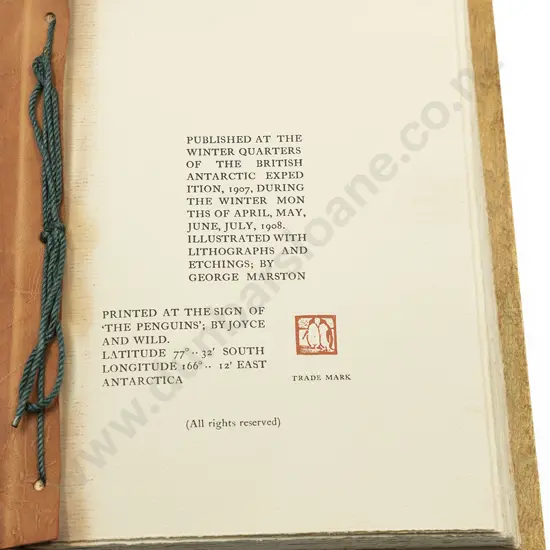 PUBLISHED AT THE
WINTER QUARTERS
OF THE BRITISH
ANTARCTIC EXPED
ITION, 1907, DURING
THE WINTER MON
THS OF APRIL, MAY,
JUNE, JULY, 1908.
ILLUSTRATED WITH
LITHOGRAPHS AND
ETCHINGS; BY
GEORGE MARSTON
PRINTED AT THE SIGN OF
‘THE PENGUINS’; BY JOYCE
AND WILD.
LATITUDE 77° ·· 32' SOUTH
LONGITUDE 166° ·· 12' EAST
ANTARCTICA
TRADE MARK
(All rights reserved)